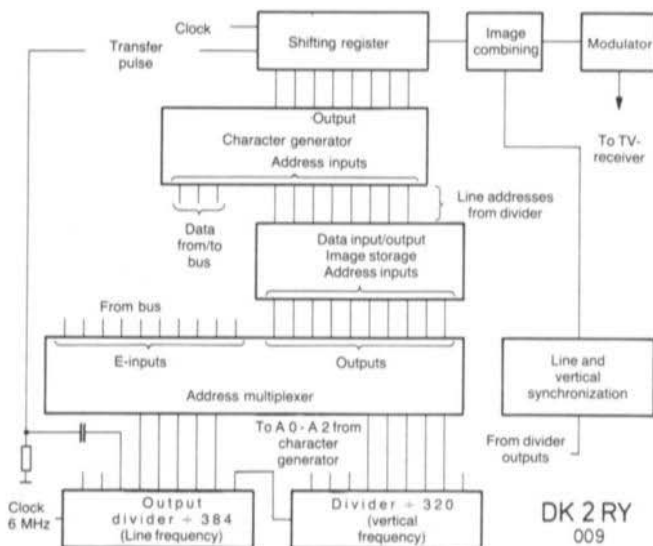 Clock
Transfer
pulse
Shifting register
Image
combining
Modulator
To TV-
receiver
Output
Character generator
Address inputs
Data
from/to
bus
Line addresses
from divider
Data input/output
Image storage
Address inputs
From bus
E-inputs
Outputs
Address multiplexer
Line and
vertical
synchronization
To A 0 - A 2 from
character
generator
From divider
outputs
Clock
6 MHz
Output
divider ÷ 384
(Line frequency)
Divider ÷ 320
(vertical
frequency)
DK 2 RY
009